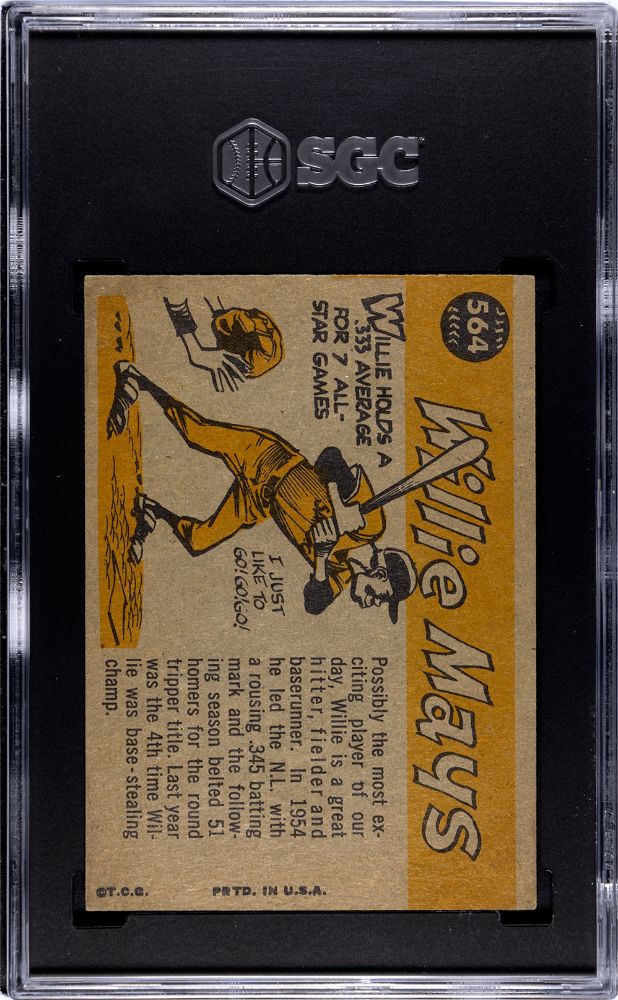 SGC
564
Willie Mays
WILLIE HOLDS A
.333 AVERAGE
FOR 7 ALL-
STAR GAMES
I JUST
LIKE TO
GO! GO! GO!
Possibly the most ex-
citing player of our
day, Willie is a great
hitter, fielder and
baserunner. In 1954
he led the N.L. with
a rousing .345 batting
mark and the follow-
ing season belted 51
homers for the round
tripper title. Last year
was the 4th time Wil-
lie was base-stealing
champ.
©T.C.G.
PRTD. IN U.S.A.